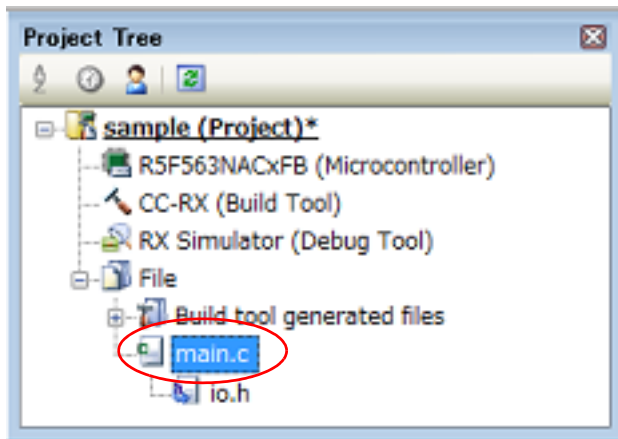 Project Tree
sample (Project)*
R5F563NACxFB (Microcontroller)
CC-RX (Build Tool)
RX Simulator (Debug Tool)
File
Build tool generated files
main.c
io.h